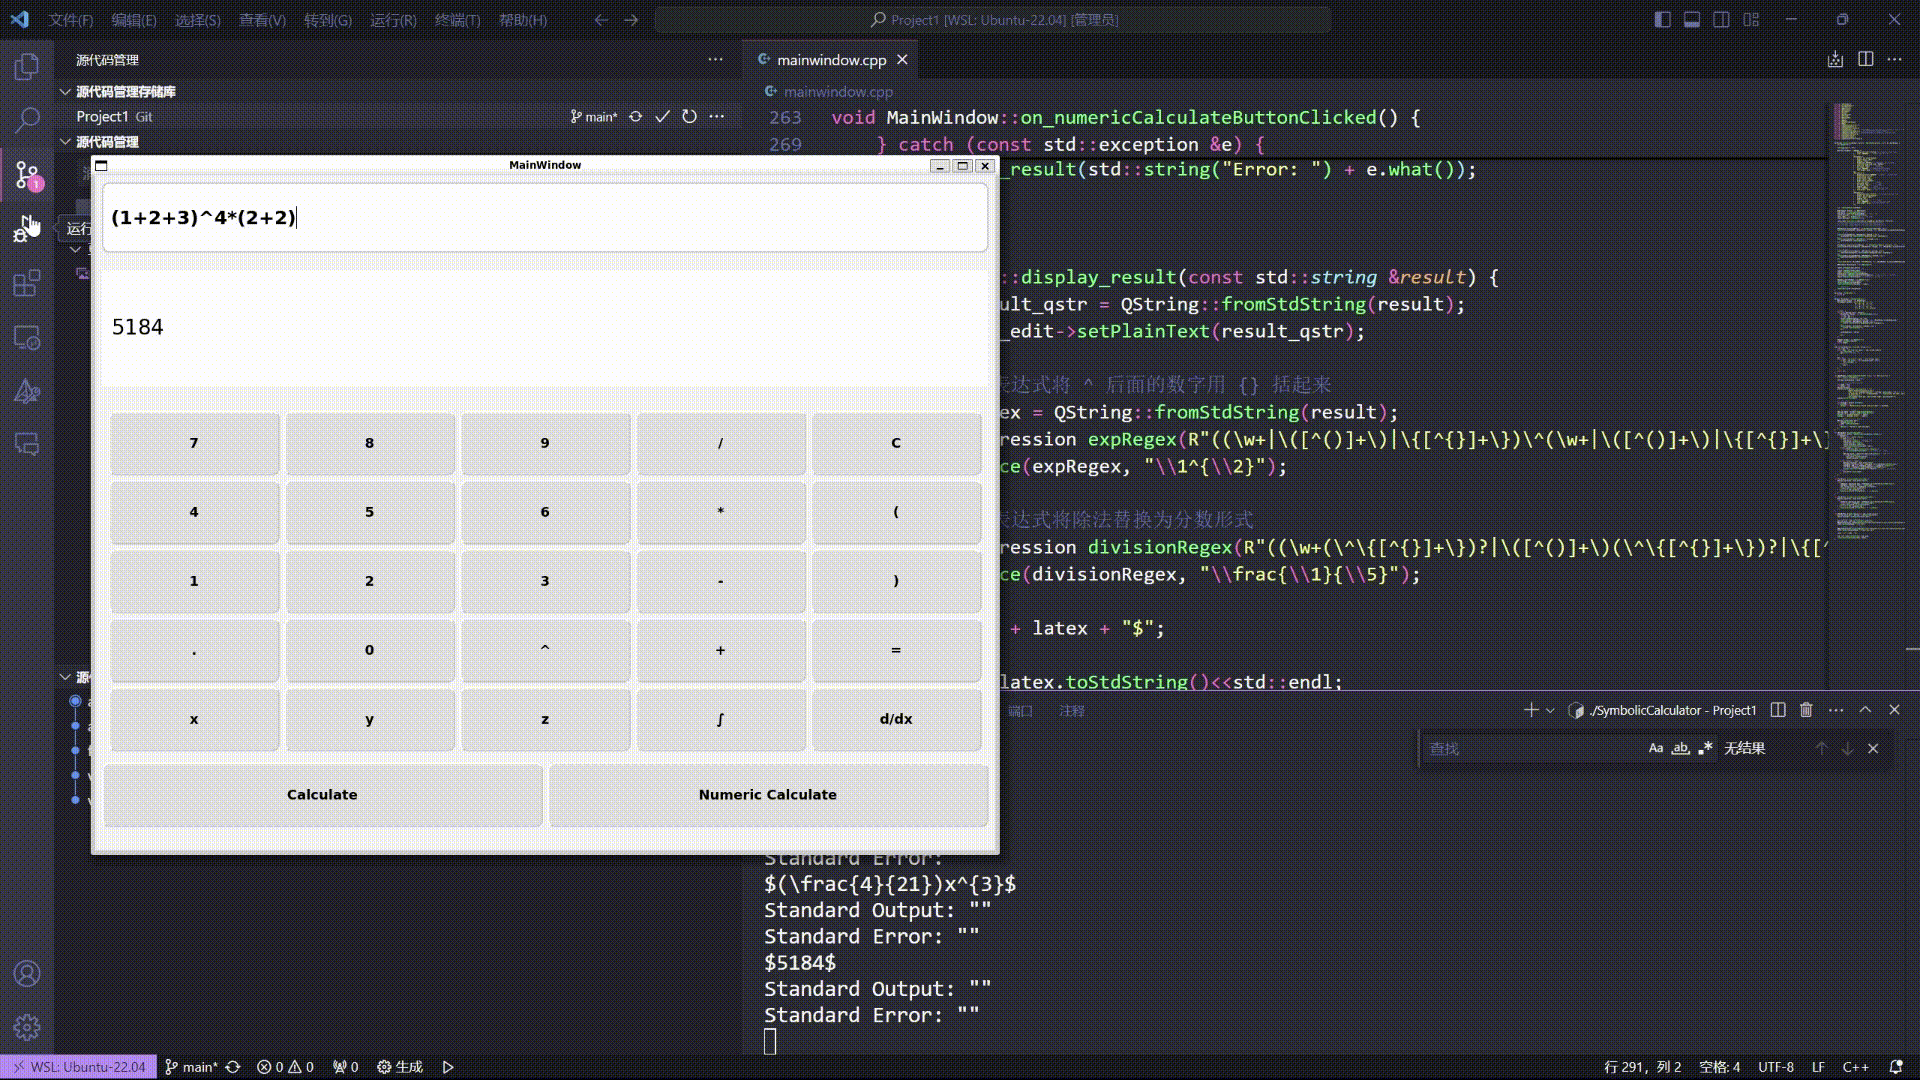 文件(F) 编辑(E) 选择(S) 查看(V) 转到(G) 运行(R) 终端(T) 帮助(H)
Project1 [WSL: Ubuntu-22.04] [管理员]
源代码管理
源代码管理存储库
Project1 Git
main*
源代码管理
1
运行
mainwindow.cpp
mainwindow.cpp
263 void MainWindow::on_numericCalculateButtonClicked() {
269 } catch (const std::exception &e) {
_result(std::string("Error: ") + e.what());
::display_result(const std::string &result) {
ult_qstr = QString::fromStdString(result);
_edit->setPlainText(result_qstr);
表达式将 ^ 后面的数字用 {} 括起来
ex = QString::fromStdString(result);
ression expRegex(R"((\w+|\([^()]+\)|\{[^{}]+\})\^(\w+|\([^()]+\)|\{[^{}]+\
ce(expRegex, "\\1^{\\2}");
表达式将除法替换为分数形式
ression divisionRegex(R"((\w+(\^\{[^{}]+\})?|\([^()]+\)(\^\{[^{}]+\})?|\{[^
ce(divisionRegex, "\\frac{\\1}{\\5}");
+ latex + "$";
latex.toStdString()<<std::endl;
MainWindow
(1+2+3)^4*(2+2)
5184
7 8 9 / C
4 5 6 * (
1 2 3 - )
. 0 ^ + =
x y z ∫ d/dx
Calculate Numeric Calculate
端口 注释
./SymbolicCalculator - Project1
查找 Aa ab 无结果
Standard Error:
$(\frac{4}{21})x^{3}$
Standard Output: ""
Standard Error: ""
$5184$
Standard Output: ""
Standard Error: ""
WSL: Ubuntu-22.04 main* 0 0 0 生成
行 291, 列 2 空格: 4 UTF-8 LF C++